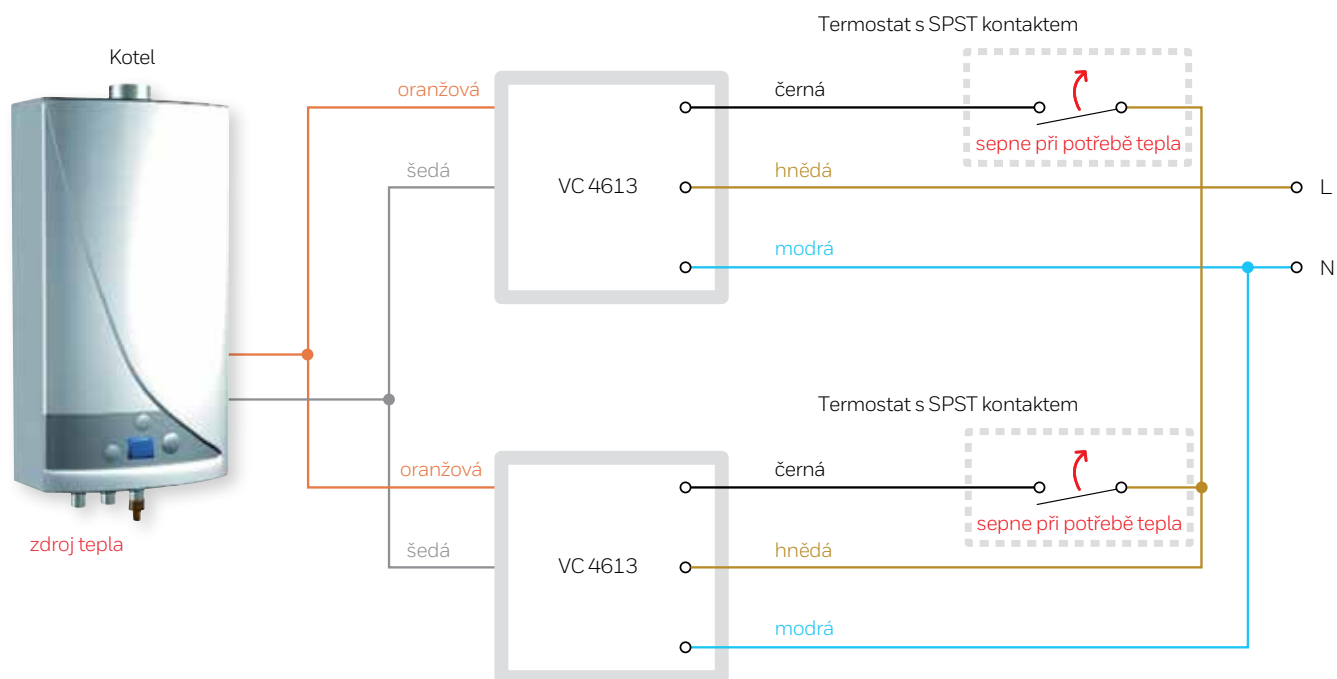 Termostat s SPST kontaktem
Kotel
oranžová
černá
sepne při potřebě tepla
šedá
VC 4613
hnědá
L
modrá
N
Termostat s SPST kontaktem
oranžová
černá
sepne při potřebě tepla
zdroj tepla
šedá
VC 4613
hnědá
modrá